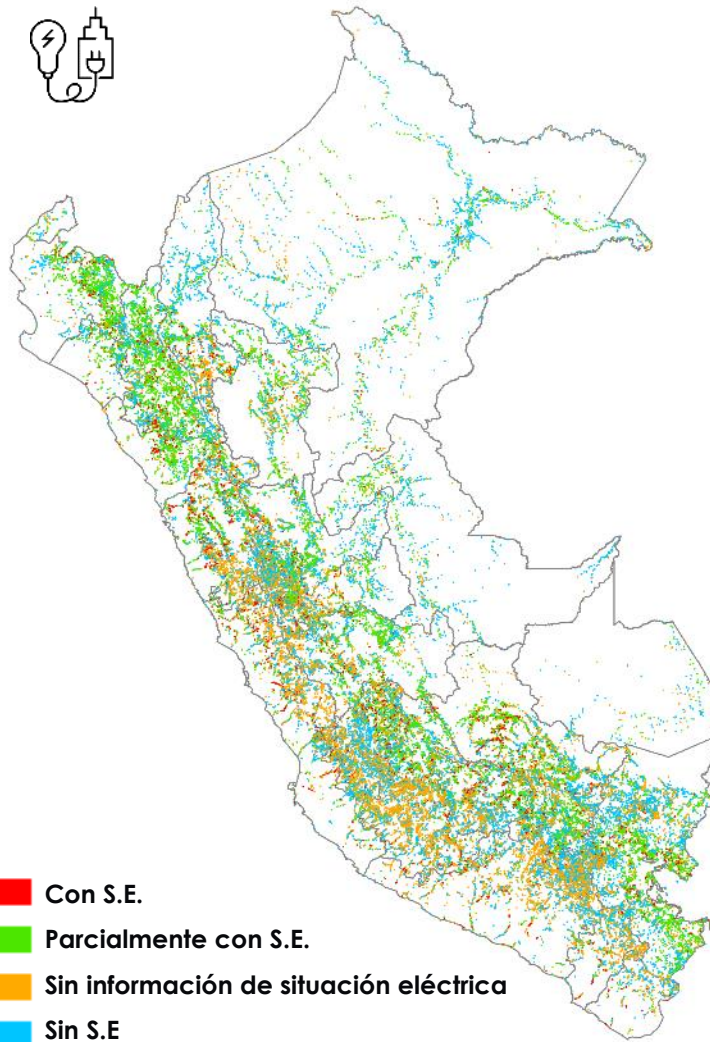 Con S.E.
Parcialmente con S.E.
Sin información de situación eléctrica
Sin S.E